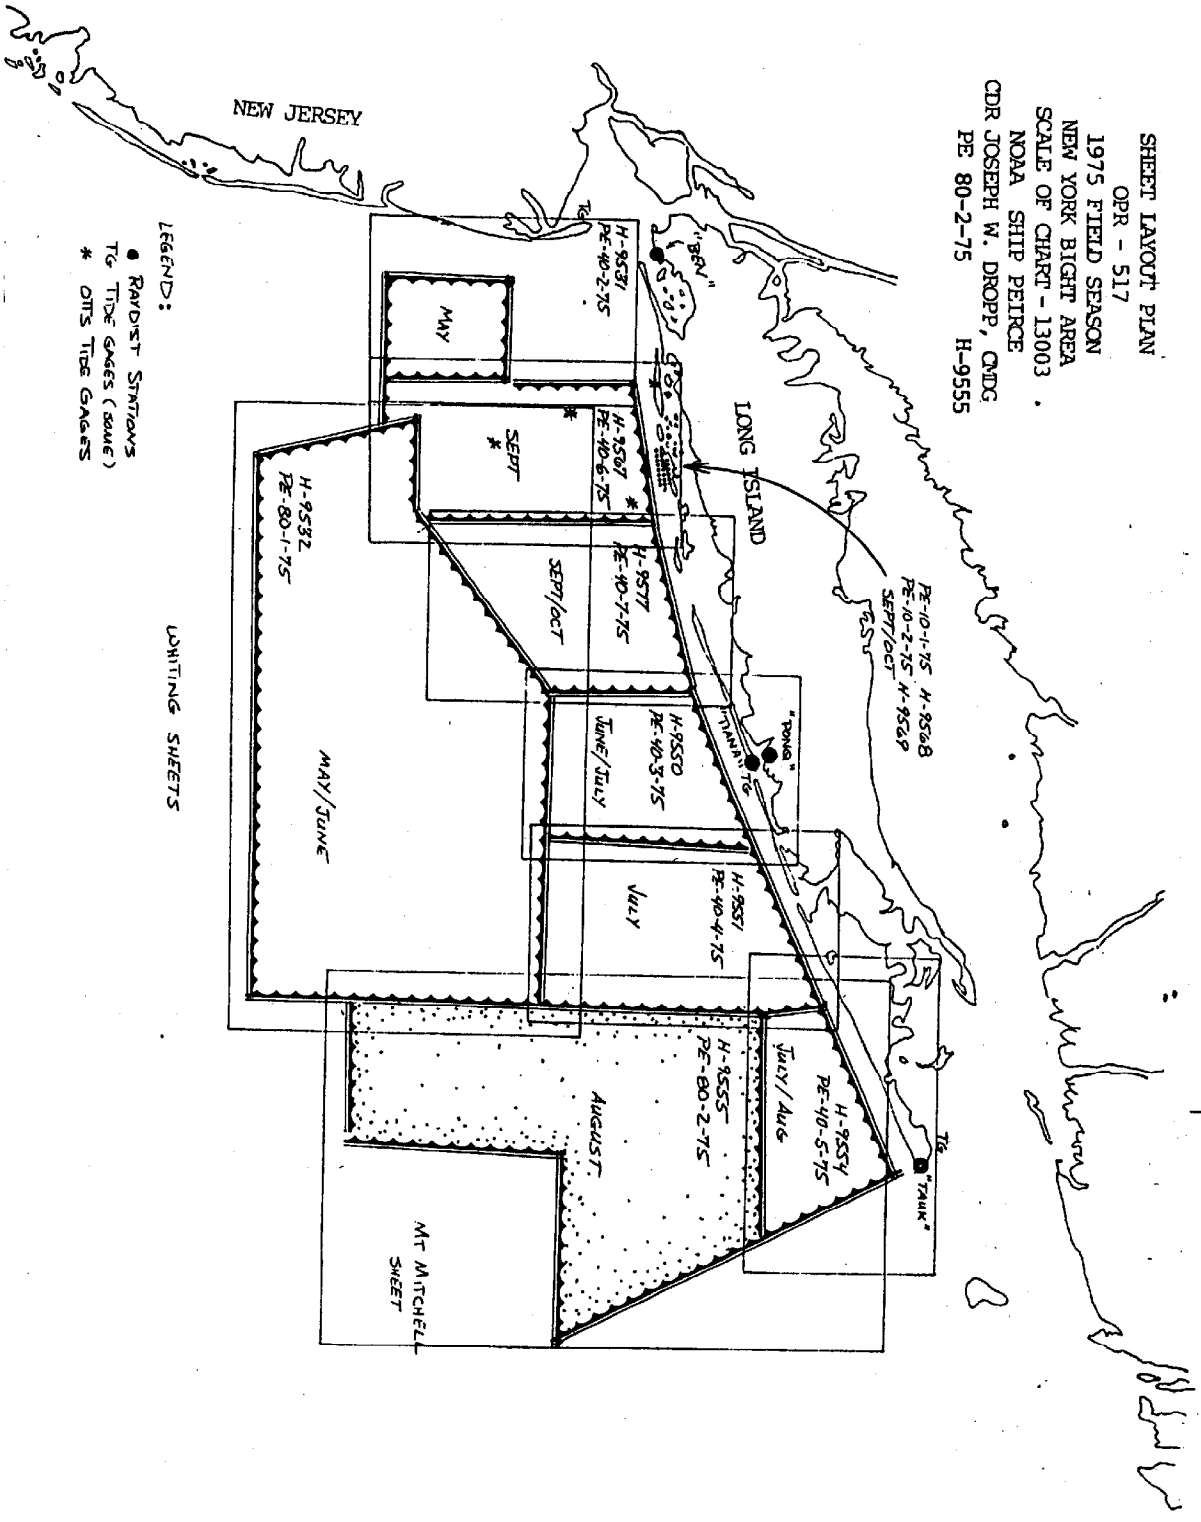 SHEET LAYOUT PLAN
OPR - 517
1975 FIELD SEASON
NEW YORK BIGHT AREA
SCALE OF CHART - 13003 .
NOAA SHIP PEIRCE
CDR JOSEPH W. DROPP, CMDG
PE 80-2-75 H-9555
NEW JERSEY
LONG ISLAND
PE-10-1-75 H-9568
PE-10-2-75 H-9569
SEPT/OCT
"BEN"
TG
H-9531
PE-40-2-75
MAY
H-9567
PE-40-6-75
*
*
SEPT
*
*
H-9577
PE-40-7-75
SEPT/OCT
"PONG"
"TIANA"
TG
H-9550
PE-40-3-75
JUNE/JULY
H-9551
PE-40-4-75
JULY
TG
"TAUK"
H-9554
PE-40-5-75
JULY/AUG
H-9555
PE-80-2-75
AUGUST
H-9532
PE-80-1-75
MAY/JUNE
MT MITCHELL
SHEET
WHITING SHEETS
LEGEND:
● RAYDIST STATIONS
TG TIDE GAGES (SOME)
* OTTS TIDE GAGES